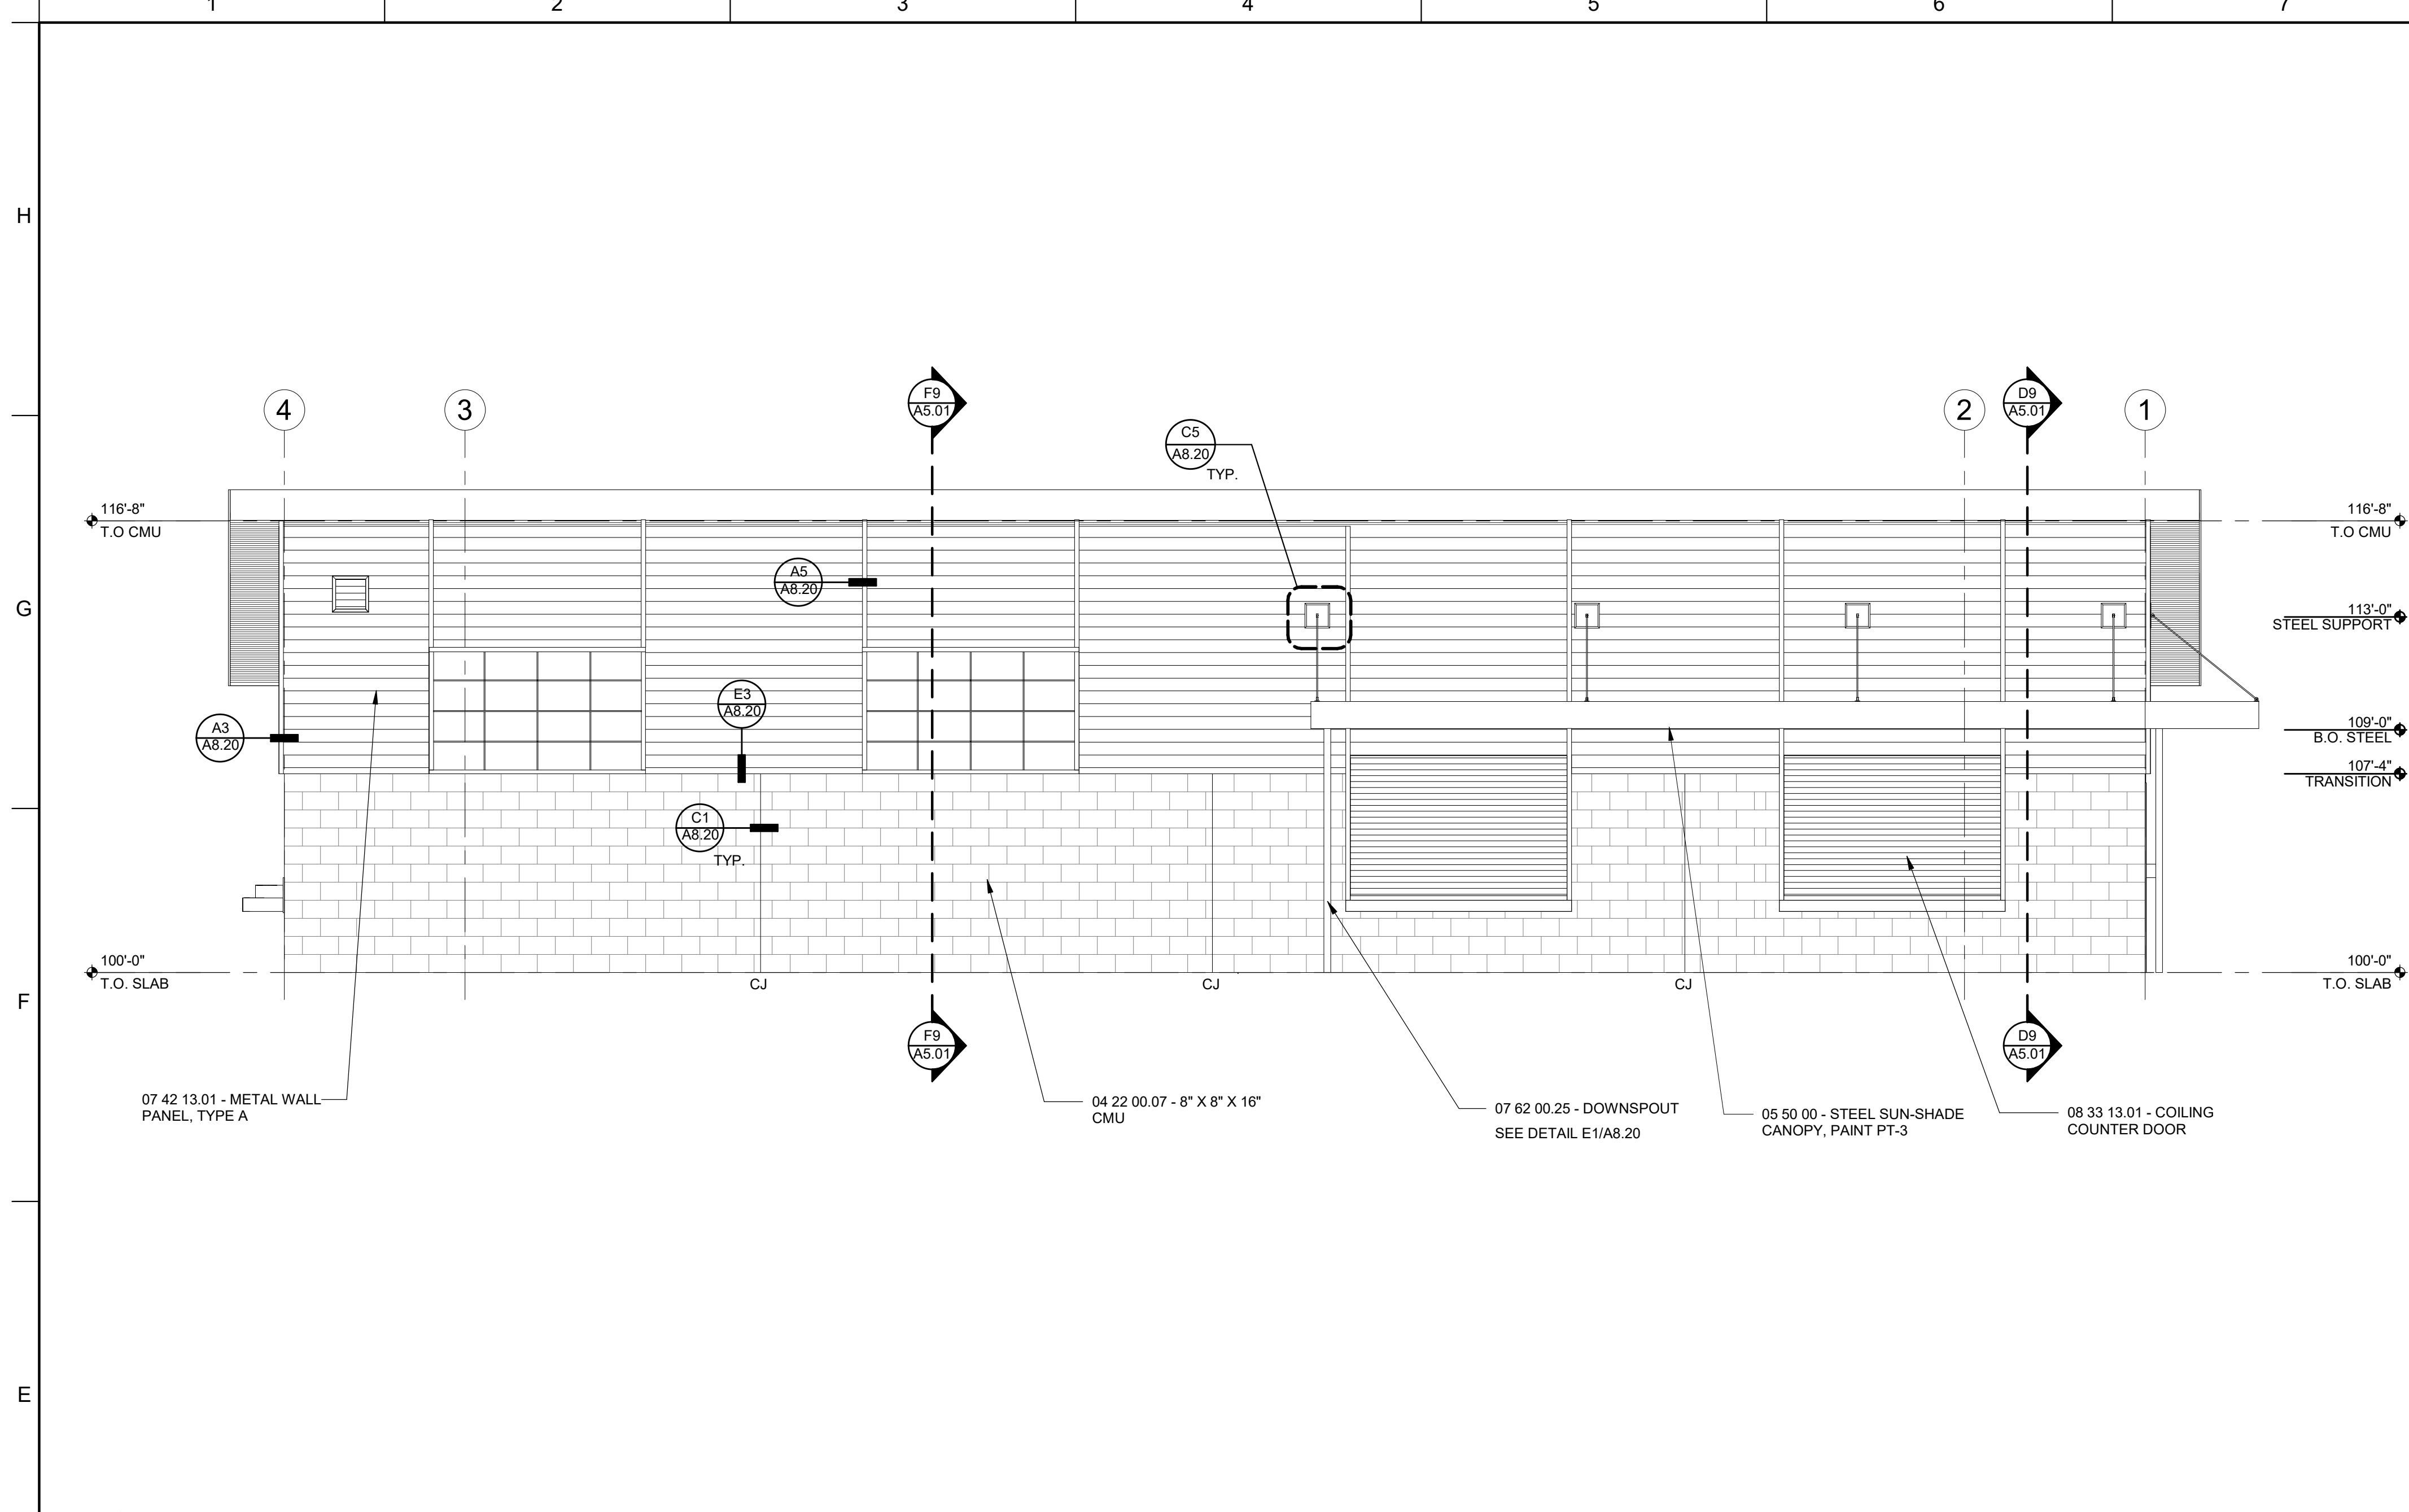 1 2 3 4 5 6 7
H
G
F
E
4 3 2 1
F9
A5.01
D9
A5.01
C5
A8.20
TYP.
116'-8"
T.O CMU
116'-8"
T.O CMU
A5
A8.20
113'-0"
STEEL SUPPORT
E3
A8.20
A3
A8.20
109'-0"
B.O. STEEL
107'-4"
TRANSITION
C1
A8.20
TYP.
100'-0"
T.O. SLAB
100'-0"
T.O. SLAB
CJ CJ CJ
F9
A5.01
D9
A5.01
07 42 13.01 - METAL WALL
PANEL, TYPE A
04 22 00.07 - 8" X 8" X 16"
CMU
07 62 00.25 - DOWNSPOUT
SEE DETAIL E1/A8.20
05 50 00 - STEEL SUN-SHADE
CANOPY, PAINT PT-3
08 33 13.01 - COILING
COUNTER DOOR